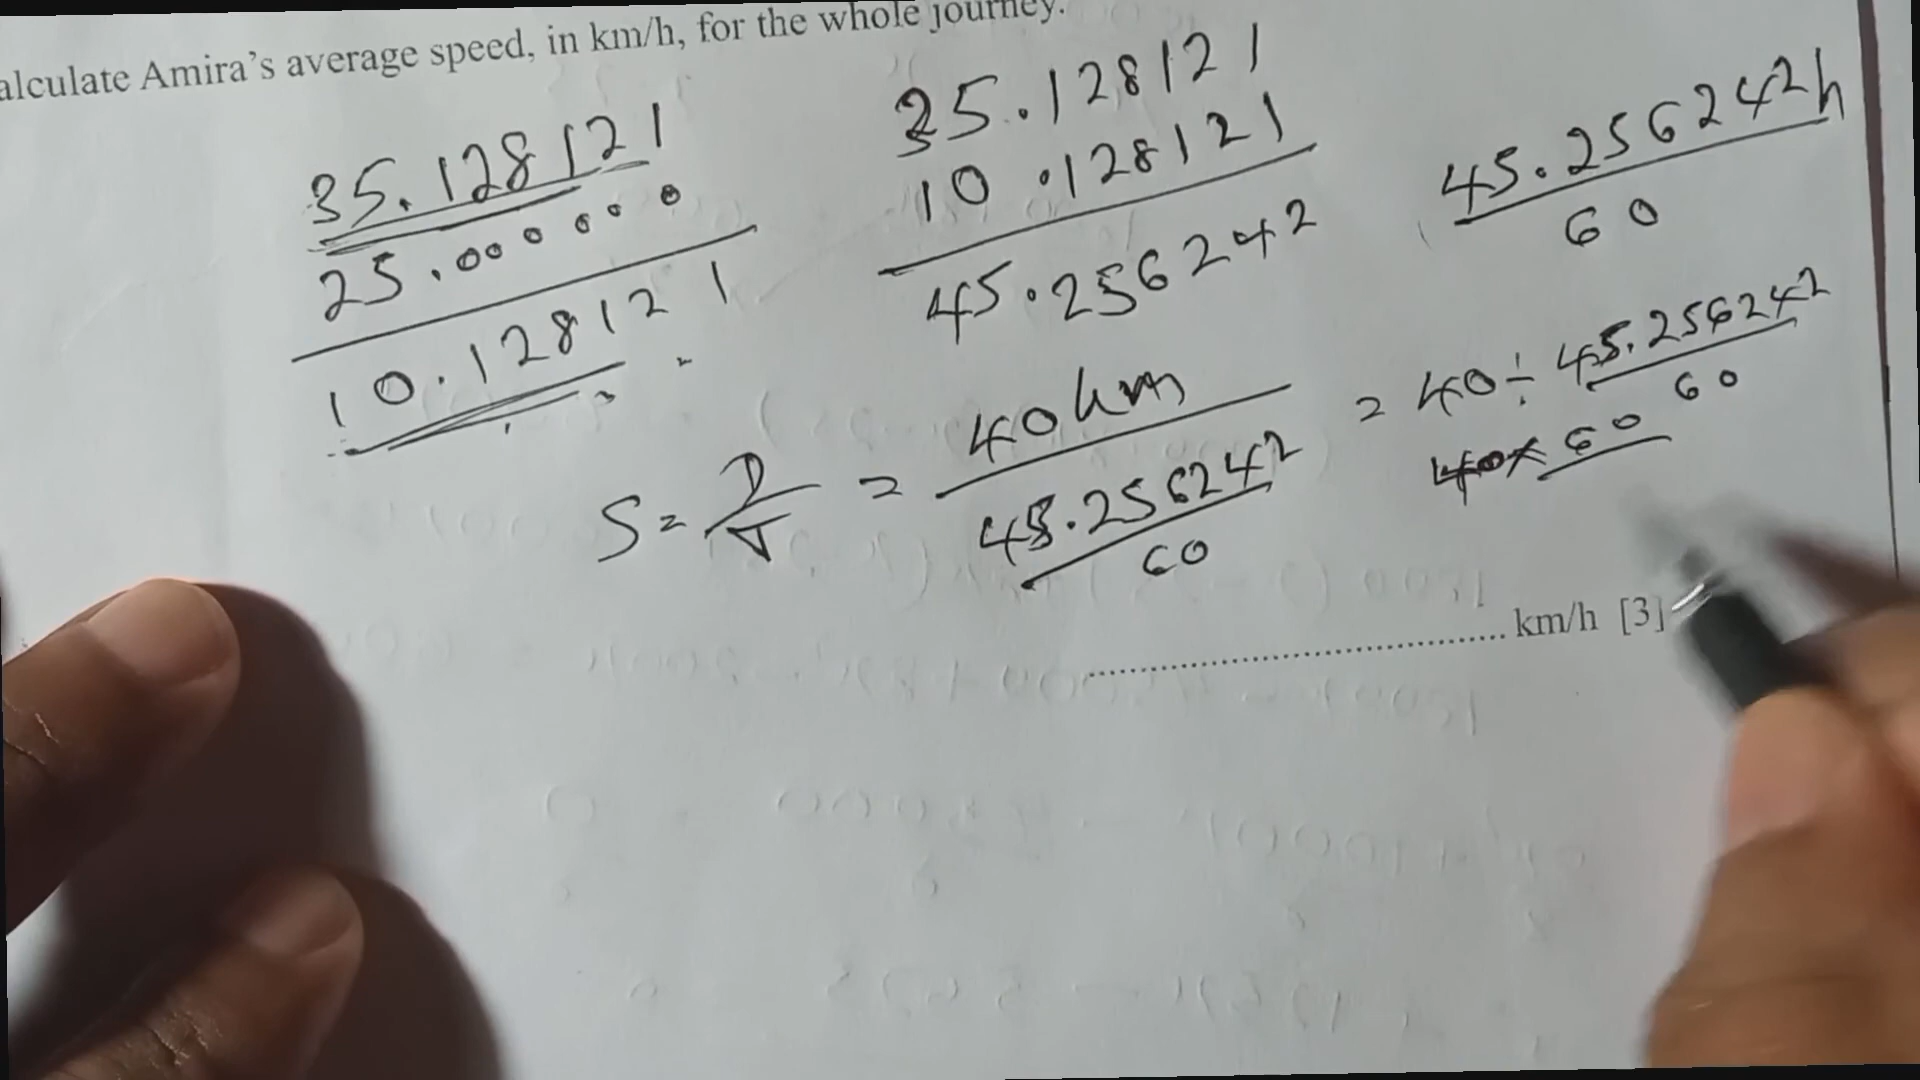 alculate Amira's average speed, in km/h, for the whole journey.
35.128121
25.000000
10.128121
35.128121
10.128121
45.256242
45.256242h
60
S = D/T = 40km
45.256242
60
= 40 ÷ 45.256242
60
40 × 60
km/h [3]